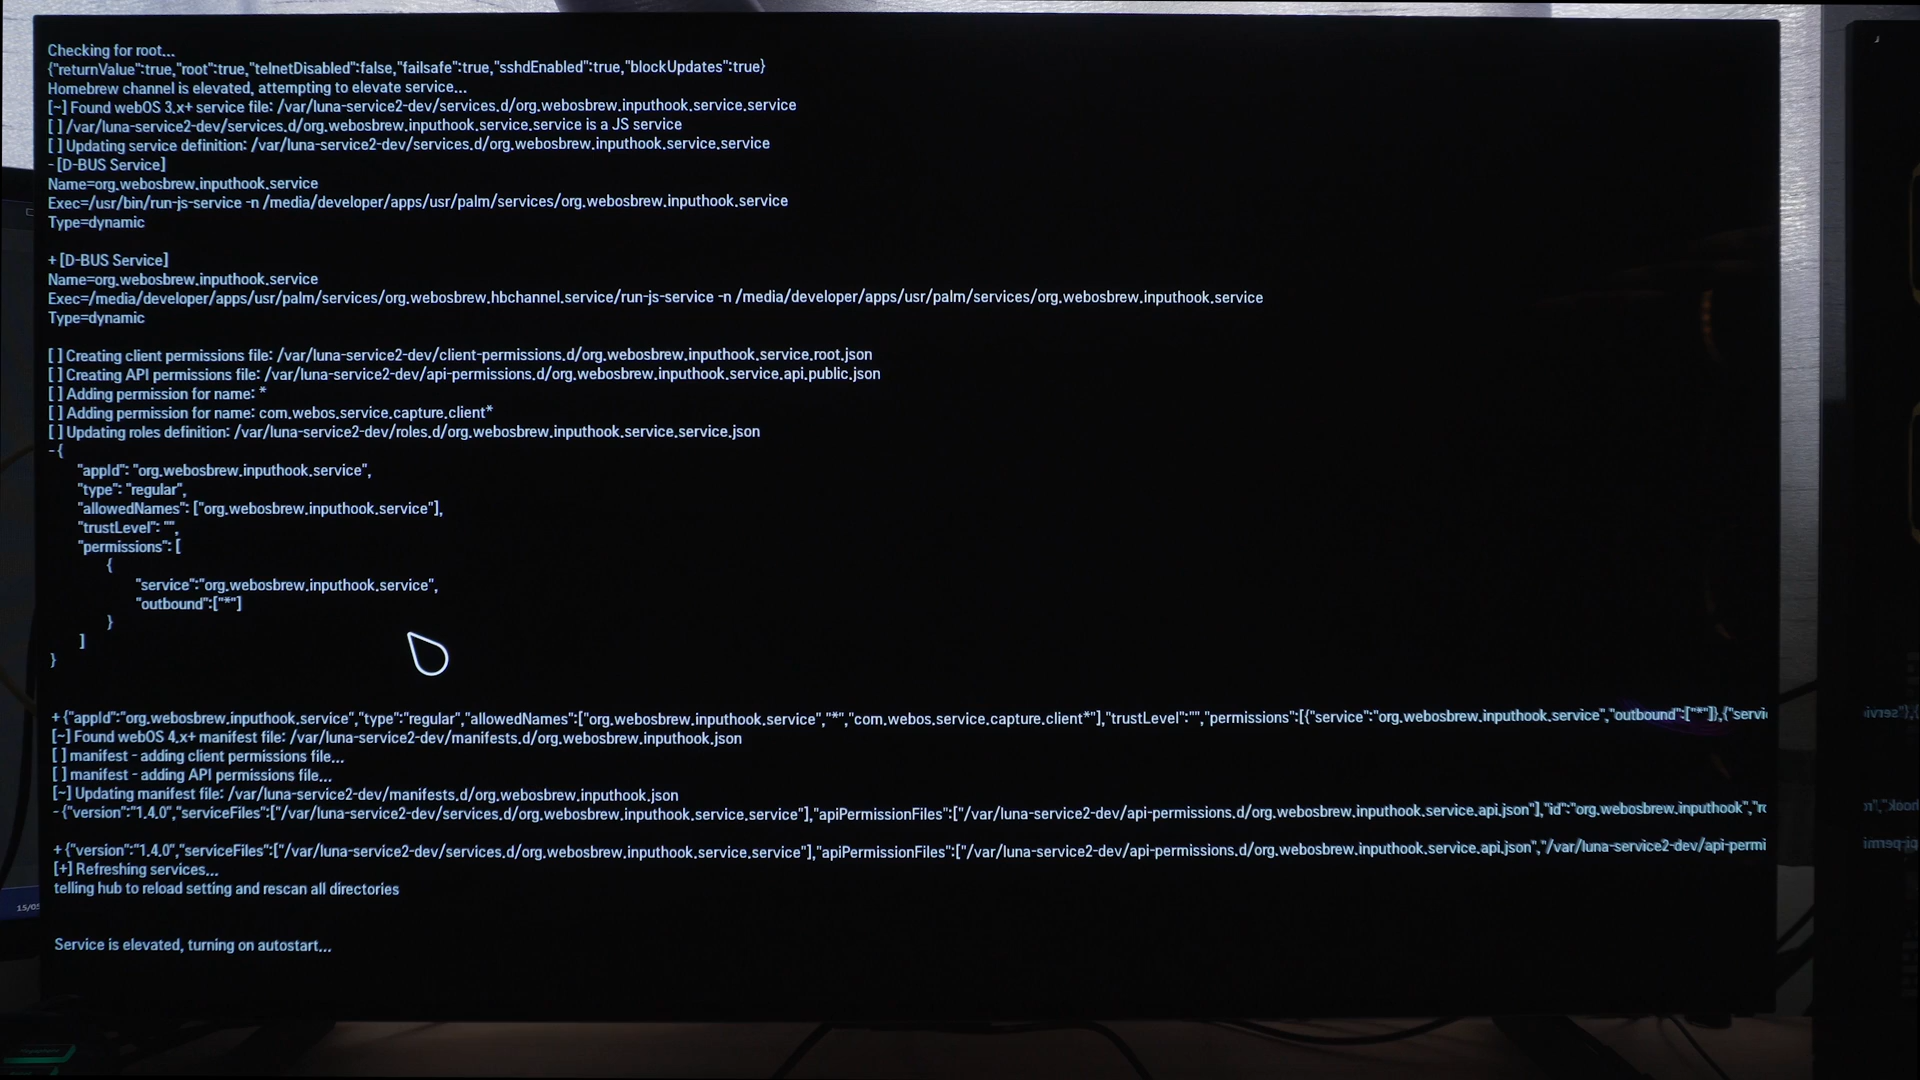 Checking for root...
{"returnValue":true,"root":true,"telnetDisabled":false,"failsafe":true,"sshdEnabled":true,"blockUpdates":true}
Homebrew channel is elevated, attempting to elevate service...
[~] Found webOS 3.x+ service file: /var/luna-service2-dev/services.d/org.webosbrew.inputhook.service.service
[ ] /var/luna-service2-dev/services.d/org.webosbrew.inputhook.service.service is a JS service
[ ] Updating service definition: /var/luna-service2-dev/services.d/org.webosbrew.inputhook.service.service
- [D-BUS Service]
Name=org.webosbrew.inputhook.service
Exec=/usr/bin/run-js-service -n /media/developer/apps/usr/palm/services/org.webosbrew.inputhook.service
Type=dynamic
+ [D-BUS Service]
Name=org.webosbrew.inputhook.service
Exec=/media/developer/apps/usr/palm/services/org.webosbrew.hbchannel.service/run-js-service -n /media/developer/apps/usr/palm/services/org.webosbrew.inputhook.service
Type=dynamic
[ ] Creating client permissions file: /var/luna-service2-dev/client-permissions.d/org.webosbrew.inputhook.service.root.json
[ ] Creating API permissions file: /var/luna-service2-dev/api-permissions.d/org.webosbrew.inputhook.service.api.public.json
[ ] Adding permission for name: *
[ ] Adding permission for name: com.webos.service.capture.client*
[ ] Updating roles definition: /var/luna-service2-dev/roles.d/org.webosbrew.inputhook.service.service.json
- {
"appId": "org.webosbrew.inputhook.service",
"type": "regular",
"allowedNames": ["org.webosbrew.inputhook.service"],
"trustLevel": "",
"permissions": [
{
"service":"org.webosbrew.inputhook.service",
"outbound":["*"]
}
]
}
+ {"appId":"org.webosbrew.inputhook.service","type":"regular","allowedNames":["org.webosbrew.inputhook.service","*","com.webos.service.capture.client*"],"trustLevel":"","permissions":[{"service":"org.webosbrew.inputhook.service","outbound":["*"]},{"servi
[~] Found webOS 4.x+ manifest file: /var/luna-service2-dev/manifests.d/org.webosbrew.inputhook.json
[ ] manifest - adding client permissions file...
[ ] manifest - adding API permissions file...
[~] Updating manifest file: /var/luna-service2-dev/manifests.d/org.webosbrew.inputhook.json
- {"version":"1.4.0","serviceFiles":["/var/luna-service2-dev/services.d/org.webosbrew.inputhook.service.service"],"apiPermissionFiles":["/var/luna-service2-dev/api-permissions.d/org.webosbrew.inputhook.service.api.json"],"id":"org.webosbrew.inputhook","ro
+ {"version":"1.4.0","serviceFiles":["/var/luna-service2-dev/services.d/org.webosbrew.inputhook.service.service"],"apiPermissionFiles":["/var/luna-service2-dev/api-permissions.d/org.webosbrew.inputhook.service.api.json","/var/luna-service2-dev/api-permi
[+] Refreshing services...
telling hub to reload setting and rescan all directories
Service is elevated, turning on autostart...